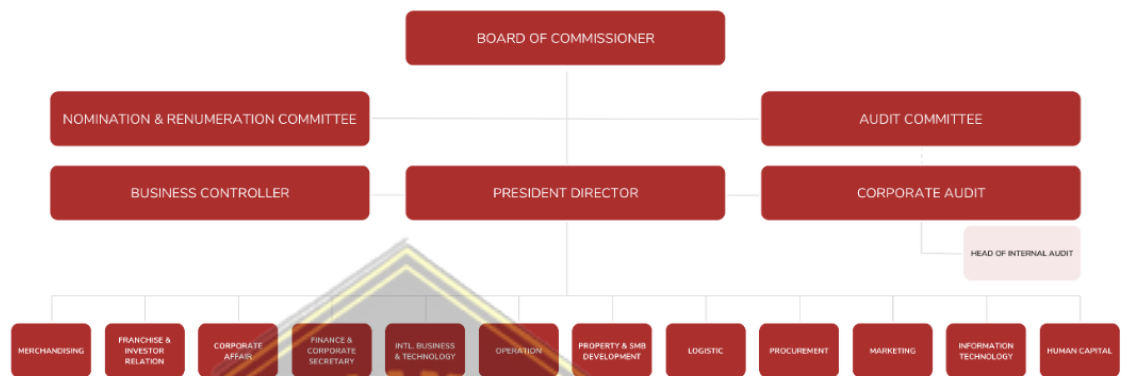 BOARD OF COMMISSIONER
NOMINATION & RENUMERATION COMMITTEE
AUDIT COMMITTEE
BUSINESS CONTROLLER
PRESIDENT DIRECTOR
CORPORATE AUDIT
HEAD OF INTERNAL AUDIT
MERCHANDISING
FRANCHISE &
INVESTOR
RELATION
CORPORATE
AFFAIR
FINANCE &
CORPORATE
SECRETARY
INTL. BUSINESS
& TECHNOLOGY
OPERATION
PROPERTY & SMB
DEVELOPMENT
LOGISTIC
PROCUREMENT
MARKETING
INFORMATION
TECHNOLOGY
HUMAN CAPITAL